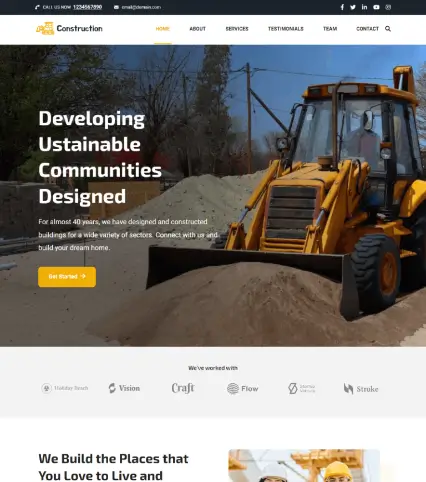 CALL US NOW 1234567890 email@domain.com
Construction
HOME ABOUT SERVICES TESTIMONIALS TEAM CONTACT
Developing
Ustainable
Communities
Designed
For almost 40 years, we have designed and constructed
buildings for a wide variety of sectors. Connect with us and
build your dream home.
Get Started
We've worked with
Holiday Beach Vision Craft Flow Stroke
We Build the Places that
You Love to Live and